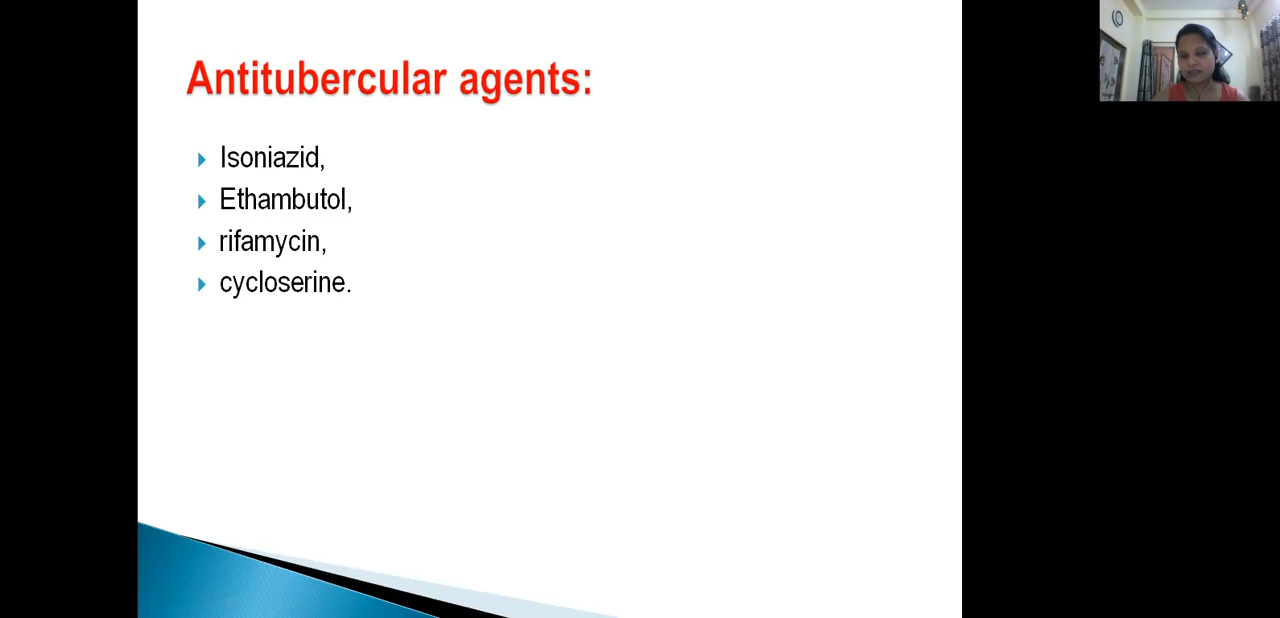 Antitubercular agents:
Isoniazid,
Ethambutol,
rifamycin,
cycloserine.